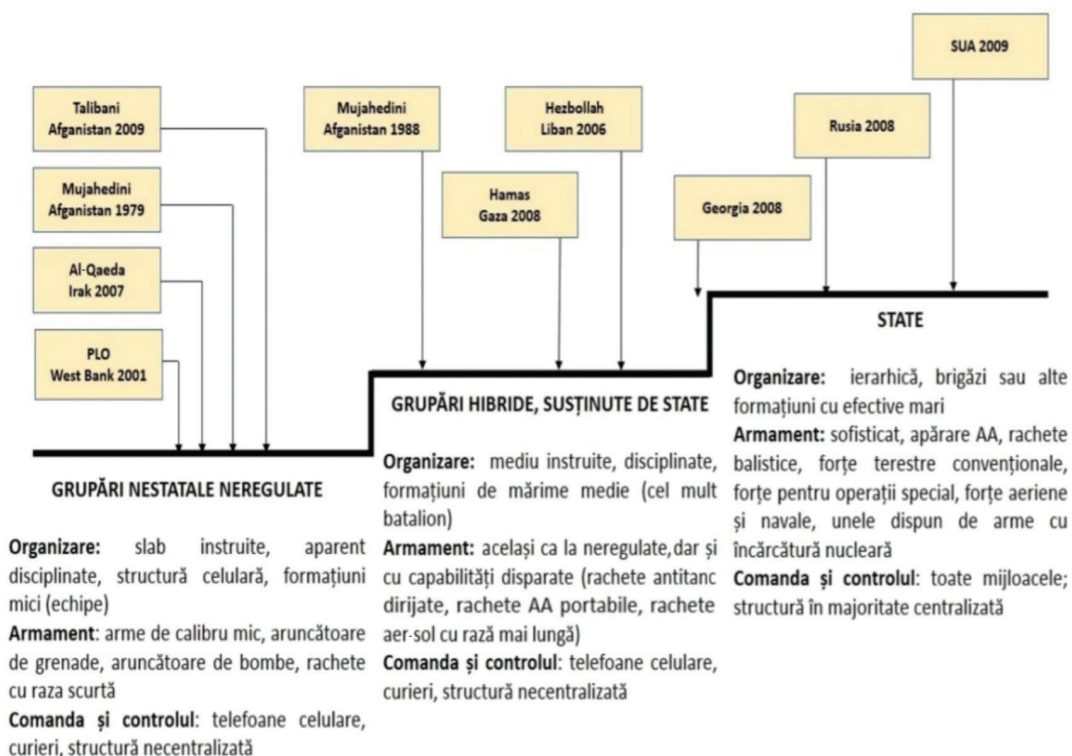 SUA 2009
Talibani
Afganistan 2009
Mujahedini
Afganistan 1988
Hezbollah
Liban 2006
Rusia 2008
Mujahedini
Afganistan 1979
Hamas
Gaza 2008
Georgia 2008
Al-Qaeda
Irak 2007
PLO
West Bank 2001
GRUPĂRI NESTATALE NEREGULATE
Organizare: slab instruite, aparent
disciplinate, structură celulară, formațiuni
mici (echipe)
Armament: arme de calibru mic, aruncătoare
de grenade, aruncătoare de bombe, rachete
cu raza scurtă
Comanda și controlul: telefoane celulare,
curieri, structură necentralizată
GRUPĂRI HIBRIDE, SUSȚINUTE DE STATE
Organizare: mediu instruite, disciplinate,
formațiuni de mărime medie (cel mult
batalion)
Armament: același ca la neregulate, dar și
cu capabilități disparate (rachete antitanc
dirijate, rachete AA portabile, rachete
aer-sol cu rază mai lungă)
Comanda și controlul: telefoane celulare,
curieri, structură necentralizată
STATE
Organizare: ierarhică, brigăzi sau alte
formațiuni cu efective mari
Armament: sofisticat, apărare AA, rachete
balistice, forțe terestre convenționale,
forțe pentru operații special, forțe aeriene
și navale, unele dispun de arme cu
încărcătură nucleară
Comanda și controlul: toate mijloacele;
structură în majoritate centralizată